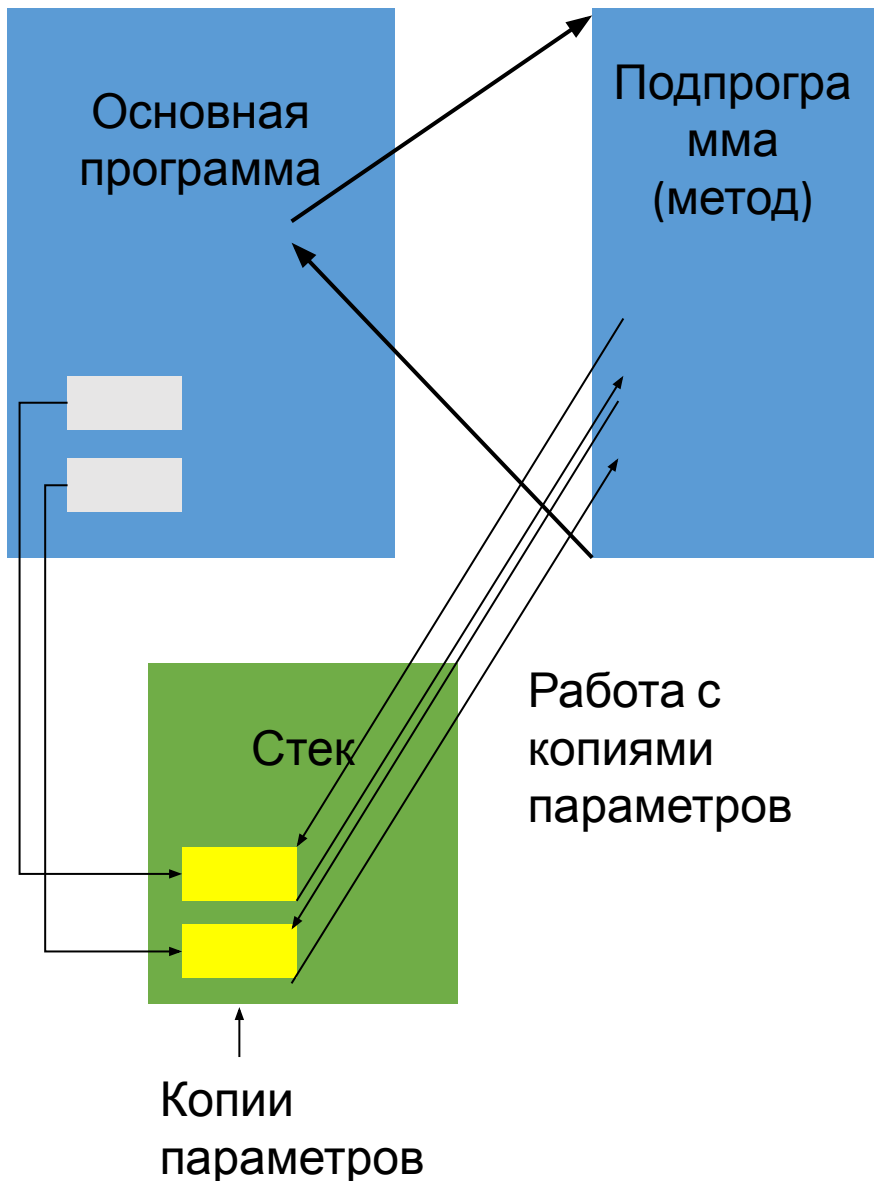 Основная
программа
Подпрогра
мма
(метод)
Стек
Работа с
копиями
параметров
Копии
параметров